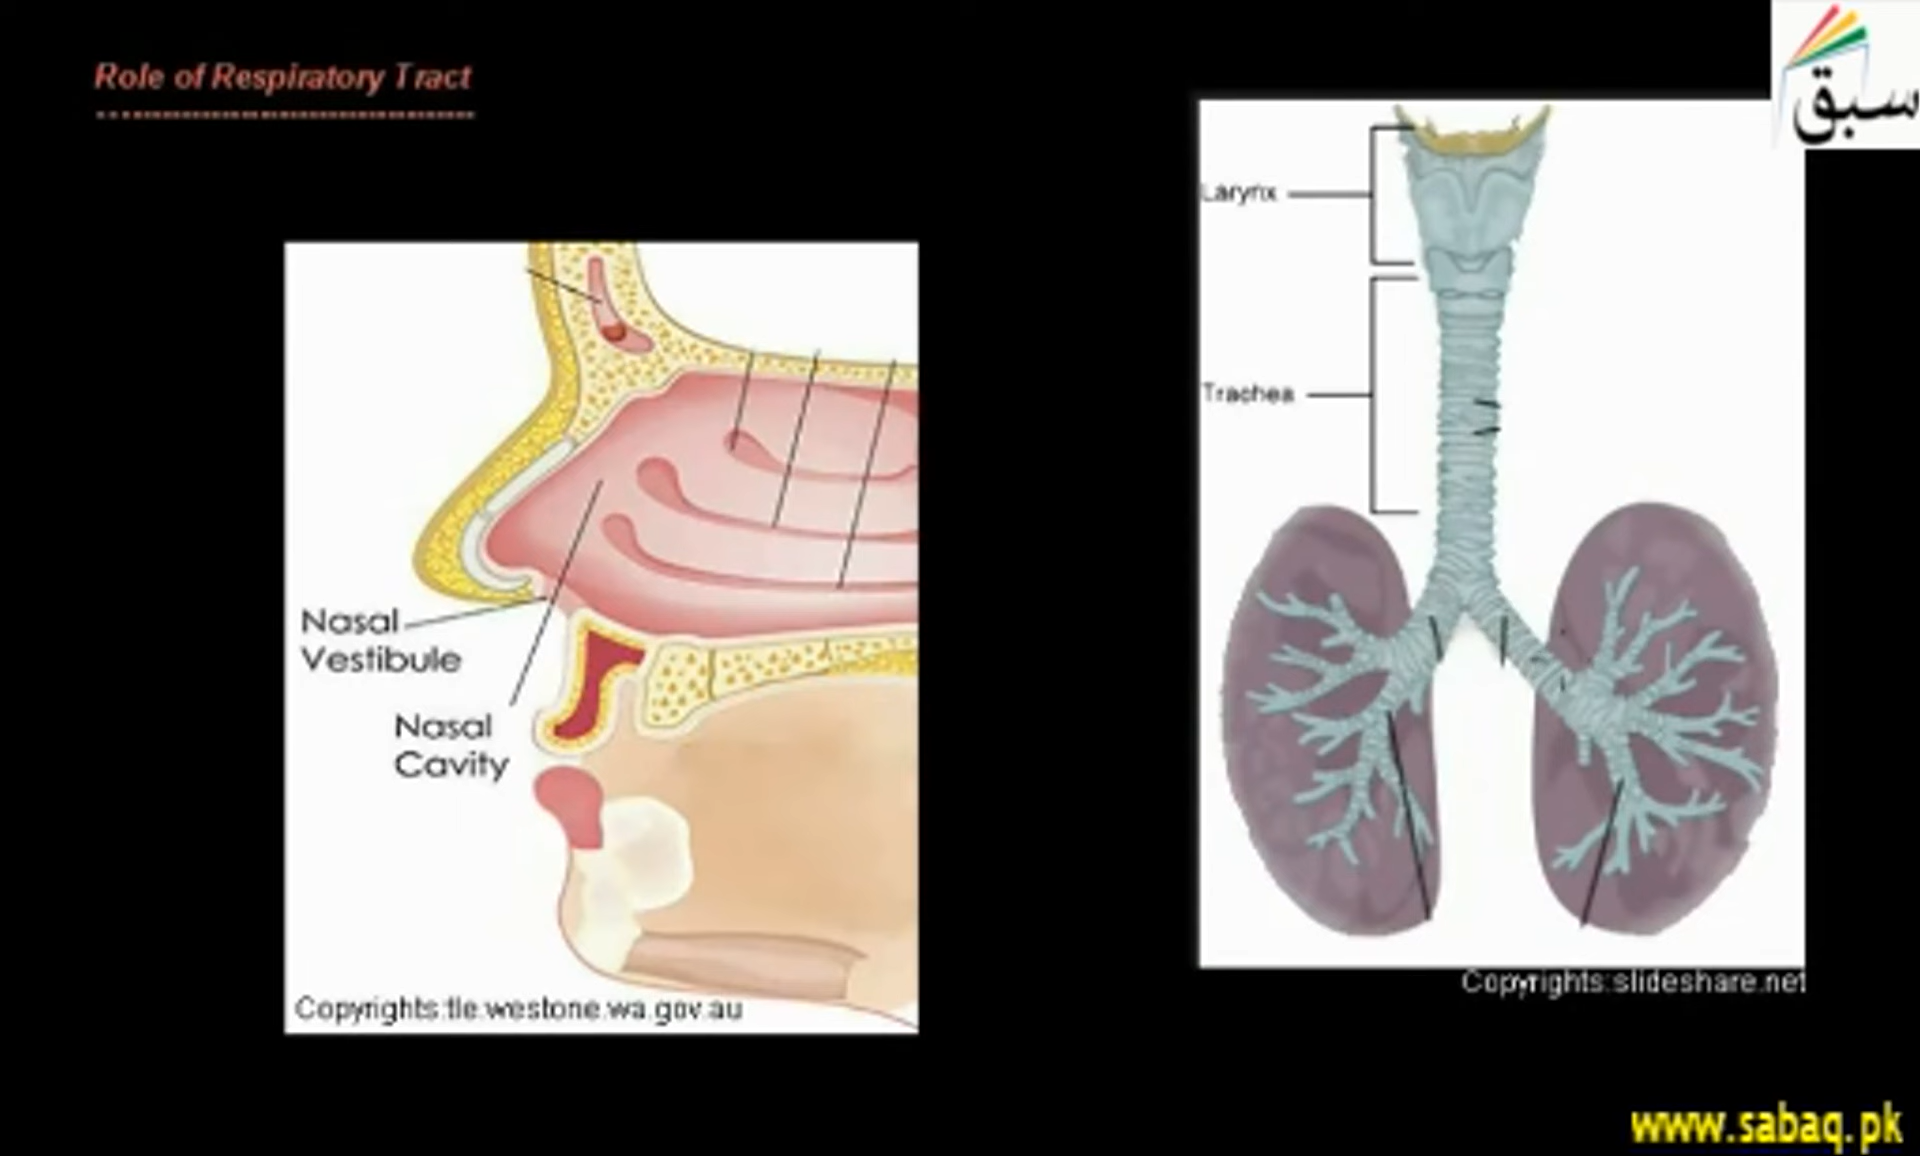 Role of Respiratory Tract
سبق
Larynx
Trachea
Nasal
Vestibule
Nasal
Cavity
Copyrights:tle.westone.wa.gov.au
Copyrights:slideshare.net
www.sabaq.pk